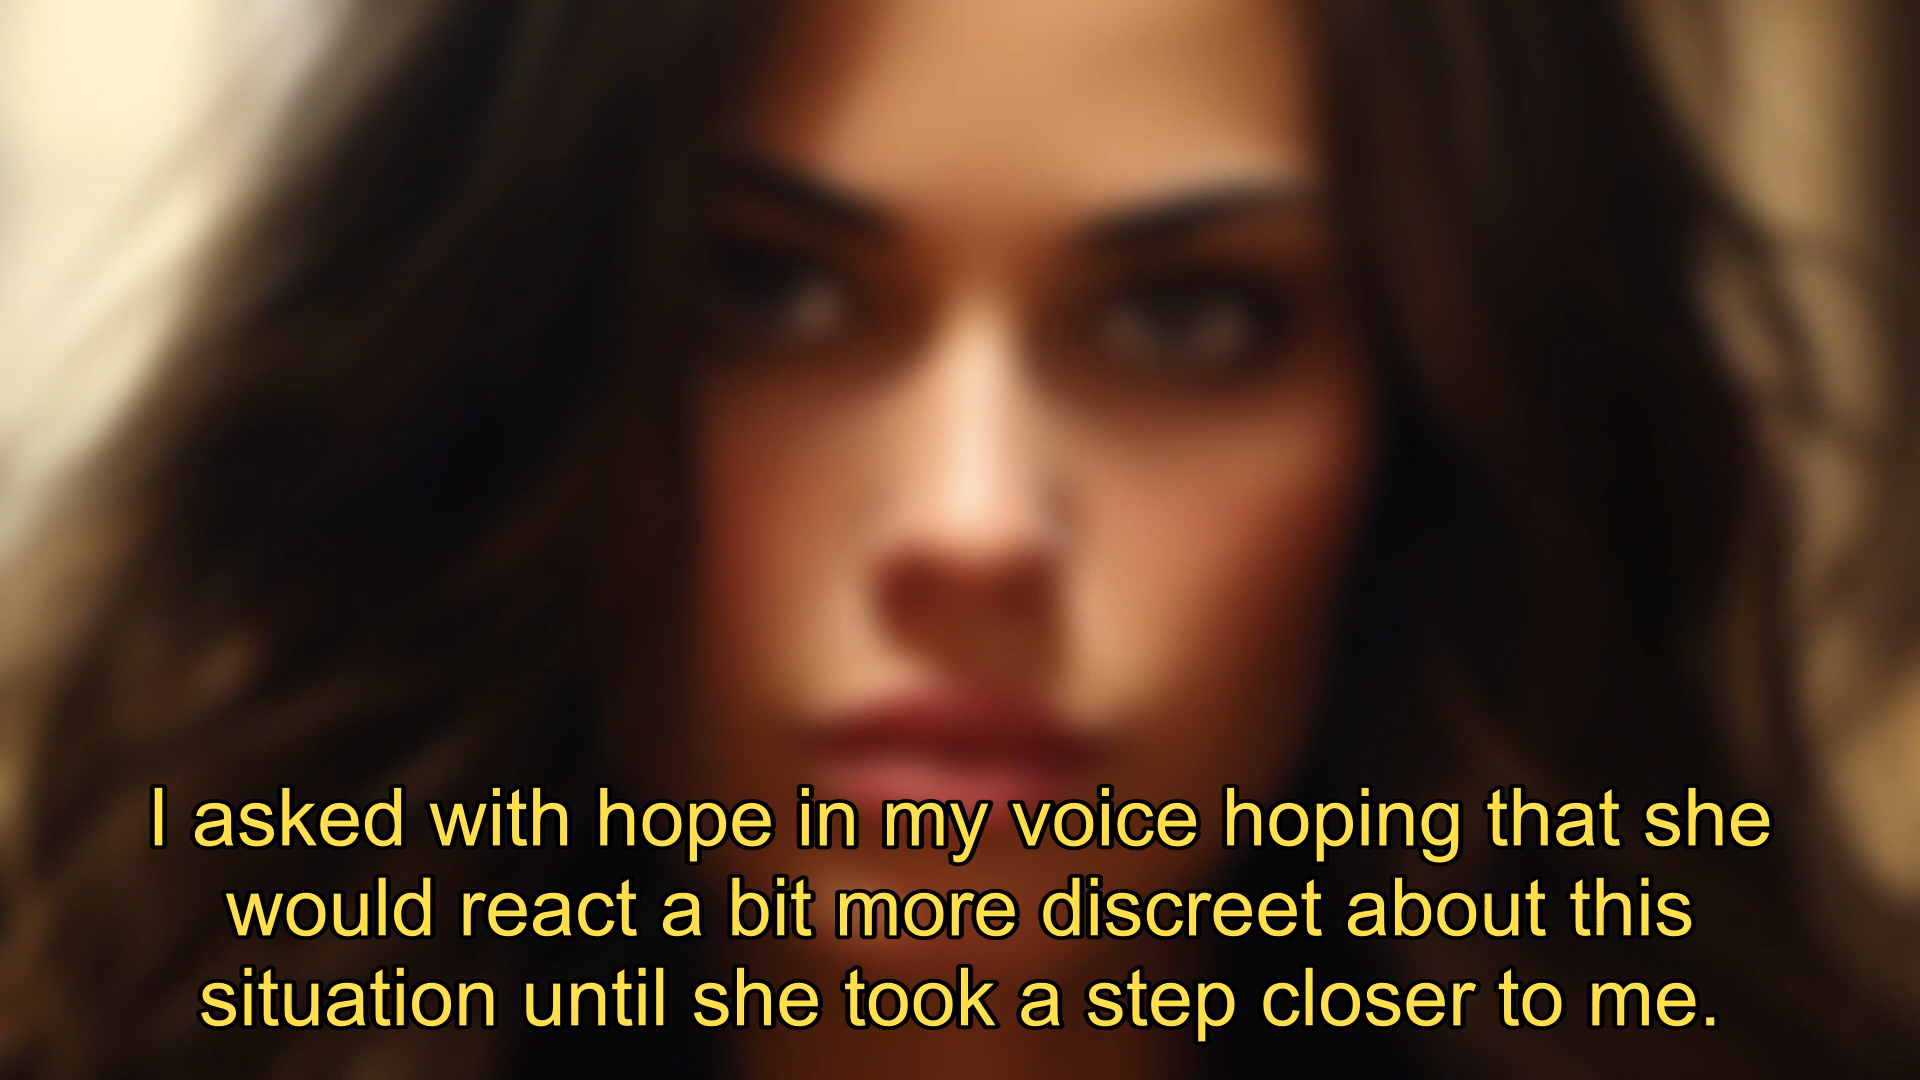 I asked with hope in my voice hoping that she
would react a bit more discreet about this
situation until she took a step closer to me.